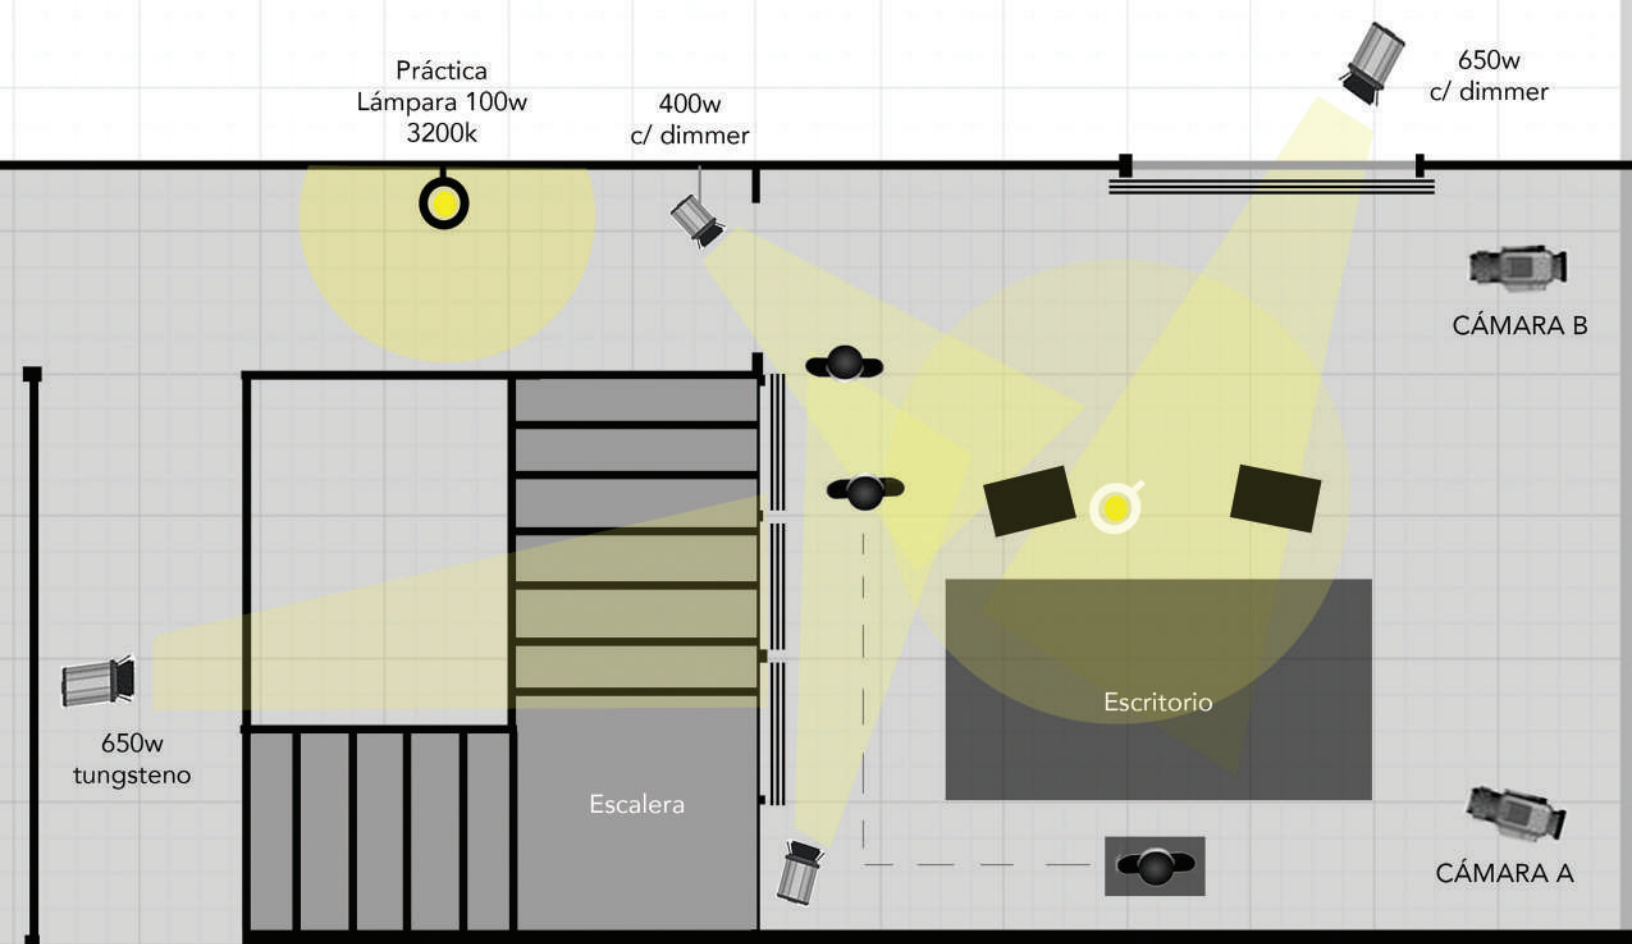 Práctica
Lámpara 100w
3200k
400w
c/ dimmer
650w
c/ dimmer
CÁMARA B
650w
tungsteno
Escritorio
Escalera
CÁMARA A